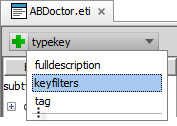 ABDoctor.eti
typekey
fulldescription
keyfilters
subt
tag